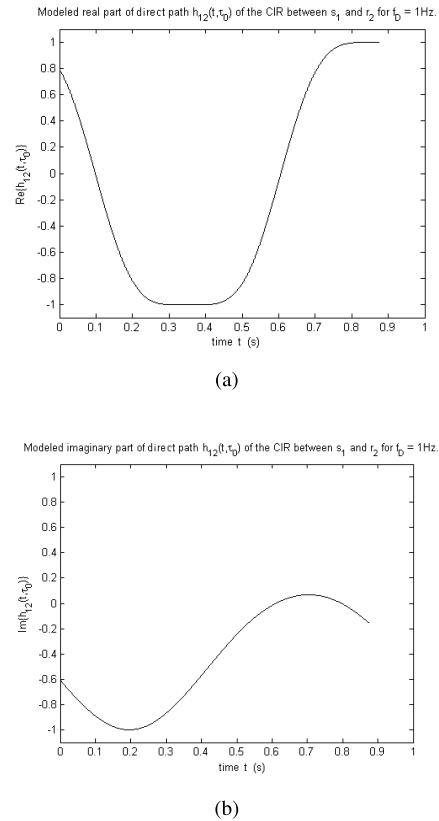 Modeled real part of direct path h12(t,τ0) of the CIR between s1 and r2 for fD = 1Hz.
1
0.8
0.6
0.4
0.2
0
-0.2
-0.4
-0.6
-0.8
-1
Re{h12(t,τ0)}
0 0.1 0.2 0.3 0.4 0.5 0.6 0.7 0.8 0.9 1
time t (s)
(a)
Modeled imaginary part of direct path h12(t,τ0) of the CIR between s1 and r2 for fD = 1Hz.
1
0.8
0.6
0.4
0.2
0
-0.2
-0.4
-0.6
-0.8
-1
Im{h12(t,τ0)}
0 0.1 0.2 0.3 0.4 0.5 0.6 0.7 0.8 0.9 1
time t (s)
(b)